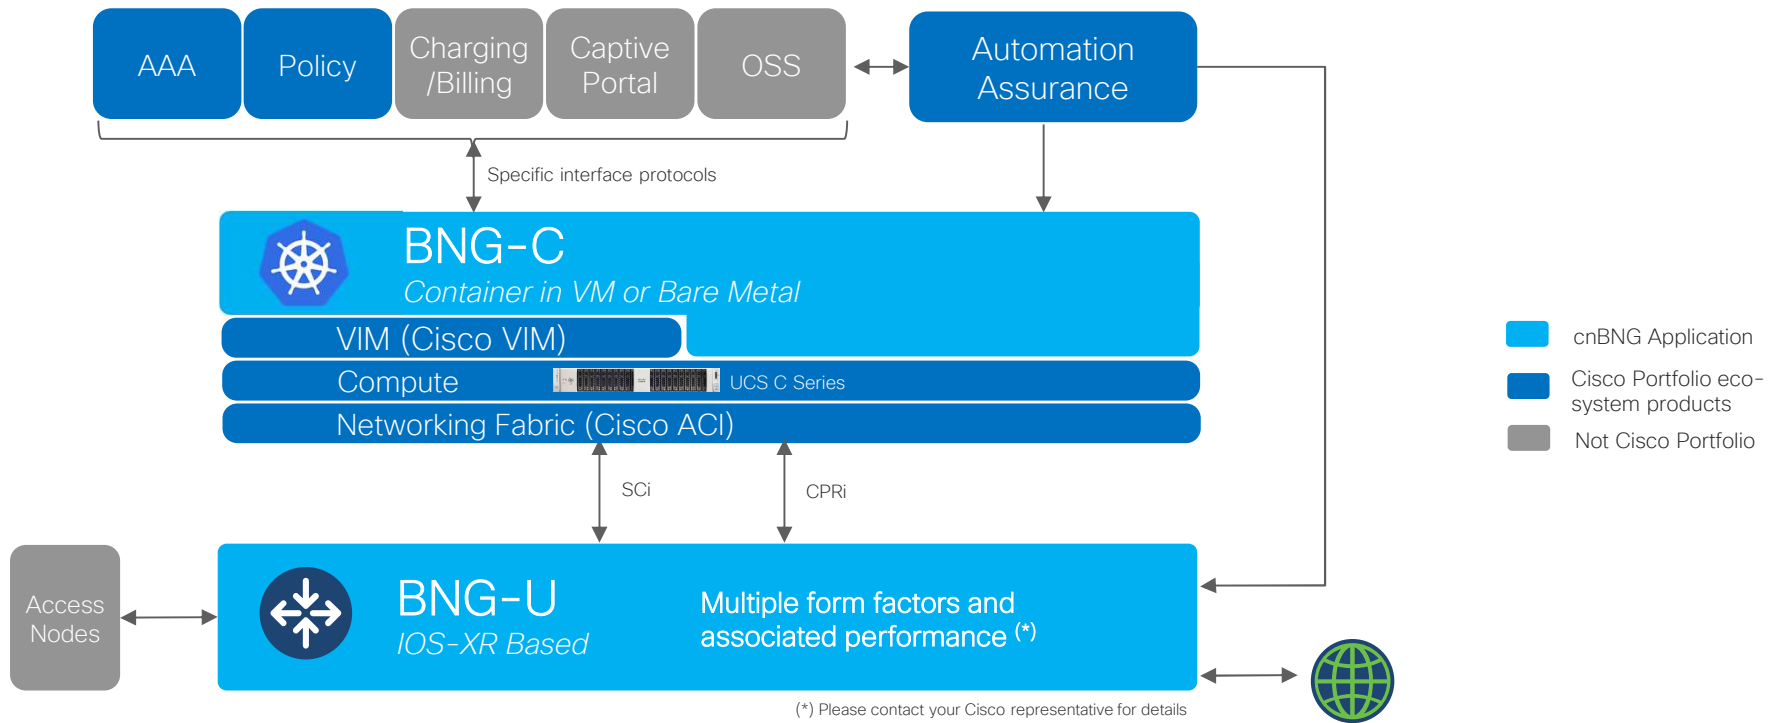 AAA
Policy
Charging
/Billing
Captive
Portal
OSS
Automation
Assurance
Specific interface protocols
BNG-C
Container in VM or Bare Metal
VIM (Cisco VIM)
Compute
UCS C Series
Networking Fabric (Cisco ACI)
cnBNG Application
Cisco Portfolio eco-
system products
Not Cisco Portfolio
SCi
CPRi
Access
Nodes
BNG-U
IOS-XR Based
Multiple form factors and
associated performance (*)
(*) Please contact your Cisco representative for details